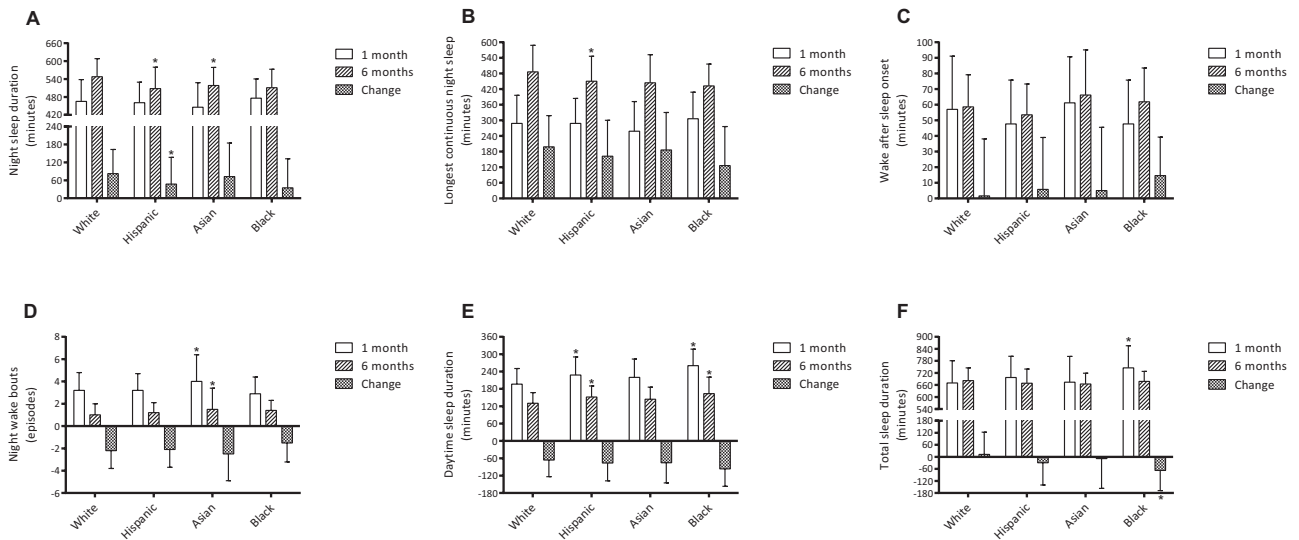 A
Night sleep duration
(minutes)
660
600
540
480
420
240
180
120
60
0
*
*
*
White
Hispanic
Asian
Black
1 month
6 months
Change
B
Longest continuous night sleep
(minutes)
600
540
480
420
360
300
240
180
120
60
0
*
White
Hispanic
Asian
Black
1 month
6 months
Change
C
Wake after sleep onset
(minutes)
100
90
80
70
60
50
40
30
20
10
0
White
Hispanic
Asian
Black
1 month
6 months
Change
D
Night wake bouts
(episodes)
8
6
4
2
0
-2
-4
-6
*
*
White
Hispanic
Asian
Black
1 month
6 months
Change
E
Daytime sleep duration
(minutes)
360
300
240
180
120
60
0
-60
-120
-180
*
*
*
*
White
Hispanic
Asian
Black
1 month
6 months
Change
F
Total sleep duration
(minutes)
900
840
780
720
660
600
540
180
120
60
0
-60
-120
-180
*
*
White
Hispanic
Asian
Black
1 month
6 months
Change